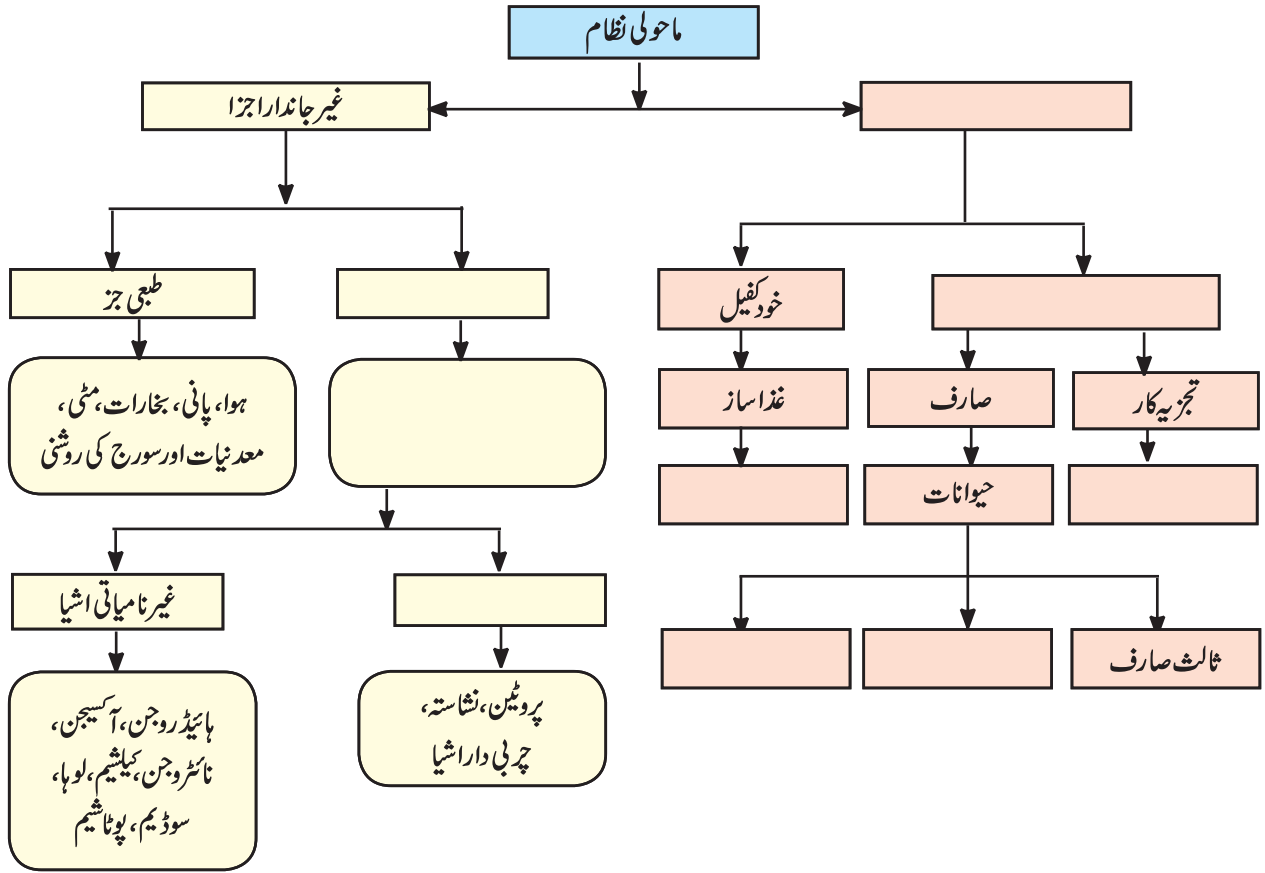 ماحولی نظام
غیر جاندار اجزا
طبعی جز
خود کفیل
ہوا، پانی، بخارات، مٹی،
معدنیات اور سورج کی روشنی
غذا ساز
صارف
تجزیہ کار
حیوانات
غیر نامیاتی اشیا
ثالث صارف
ہائیڈروجن، آکسیجن،
نائٹروجن، کیلشیم، لوہا،
سوڈیم، پوٹاشیم
پروٹین، نشاستہ،
چربی دار اشیا